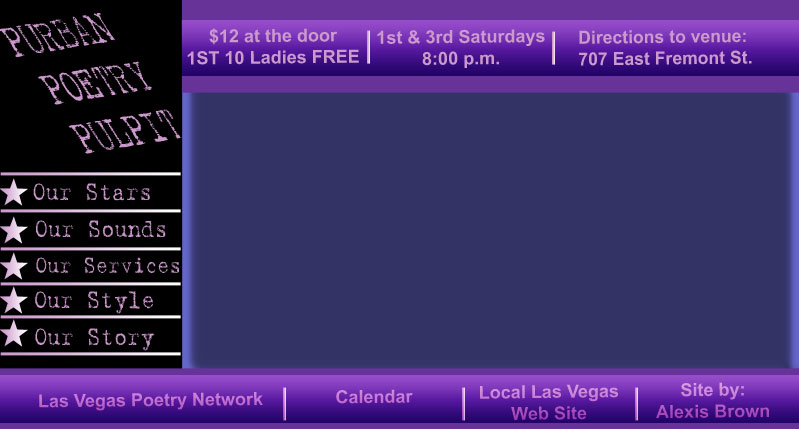 PURBAN
POETRY
PULPIT
$12 at the door
1ST 10 Ladies FREE
1st & 3rd Saturdays
8:00 p.m.
Directions to venue:
707 East Fremont St.
Our Stars
Our Sounds
Our Services
Our Style
Our Story
Las Vegas Poetry Network
Calendar
Local Las Vegas
Web Site
Site by:
Alexis Brown